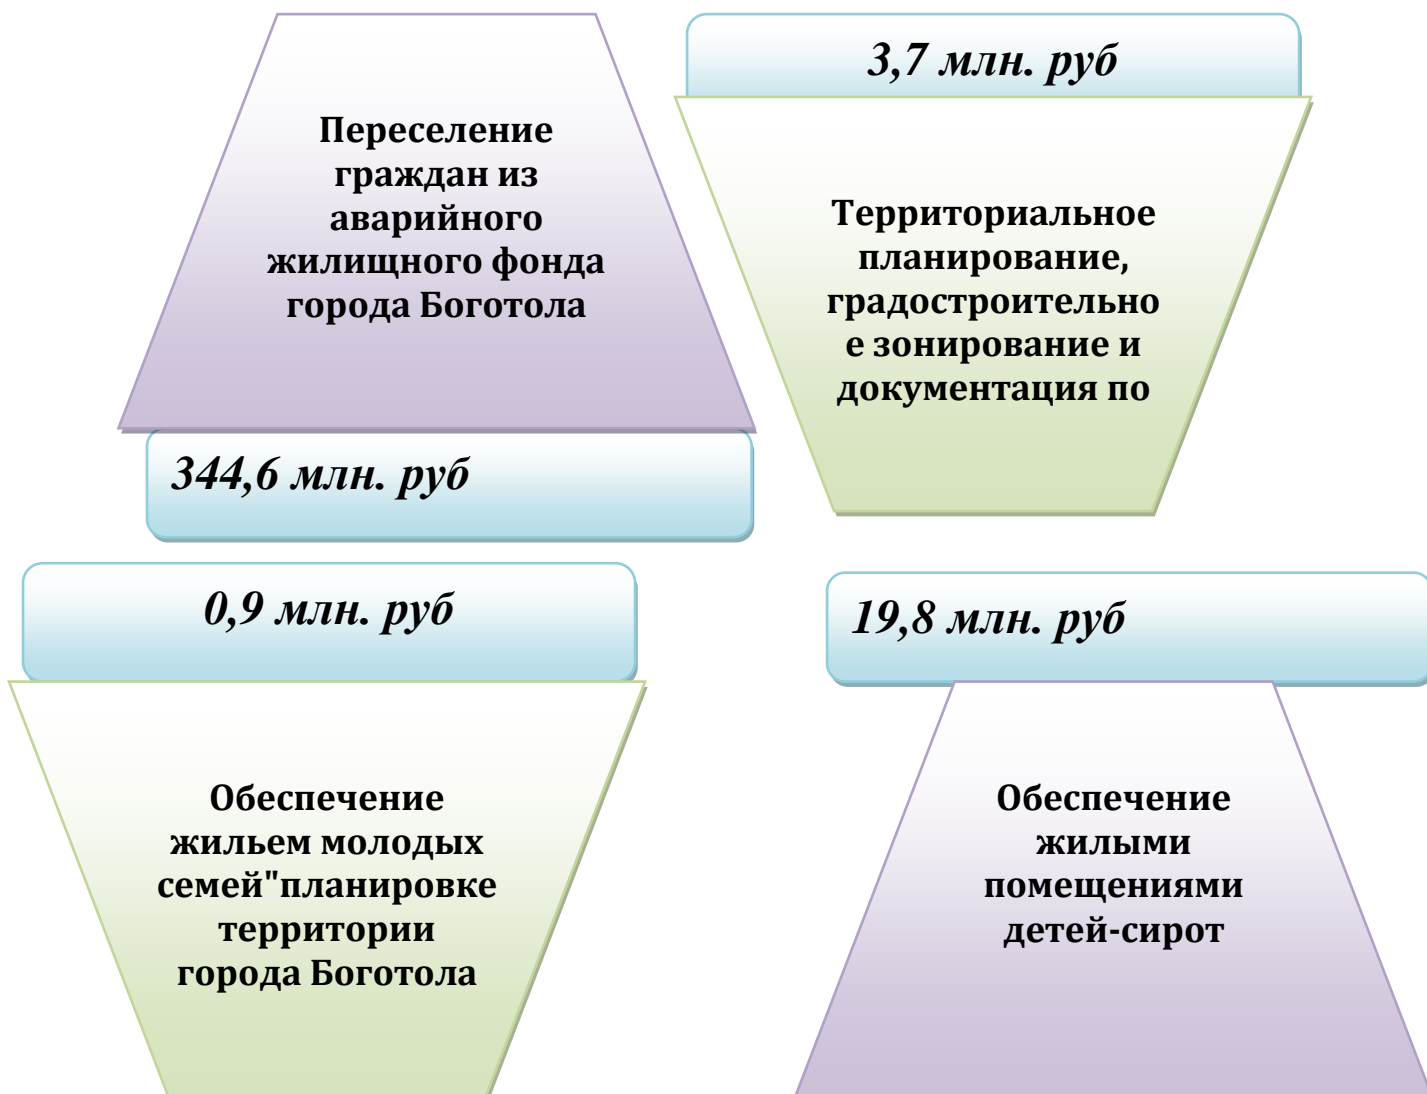 Переселение
граждан из
аварийного
жилищного фонда
города Боготола
344,6 млн. руб
3,7 млн. руб
Территориальное
планирование,
градостроительно
е зонирование и
документация по
0,9 млн. руб
Обеспечение
жильем молодых
семей"планировке
территории
города Боготола
19,8 млн. руб
Обеспечение
жилыми
помещениями
детей-сирот